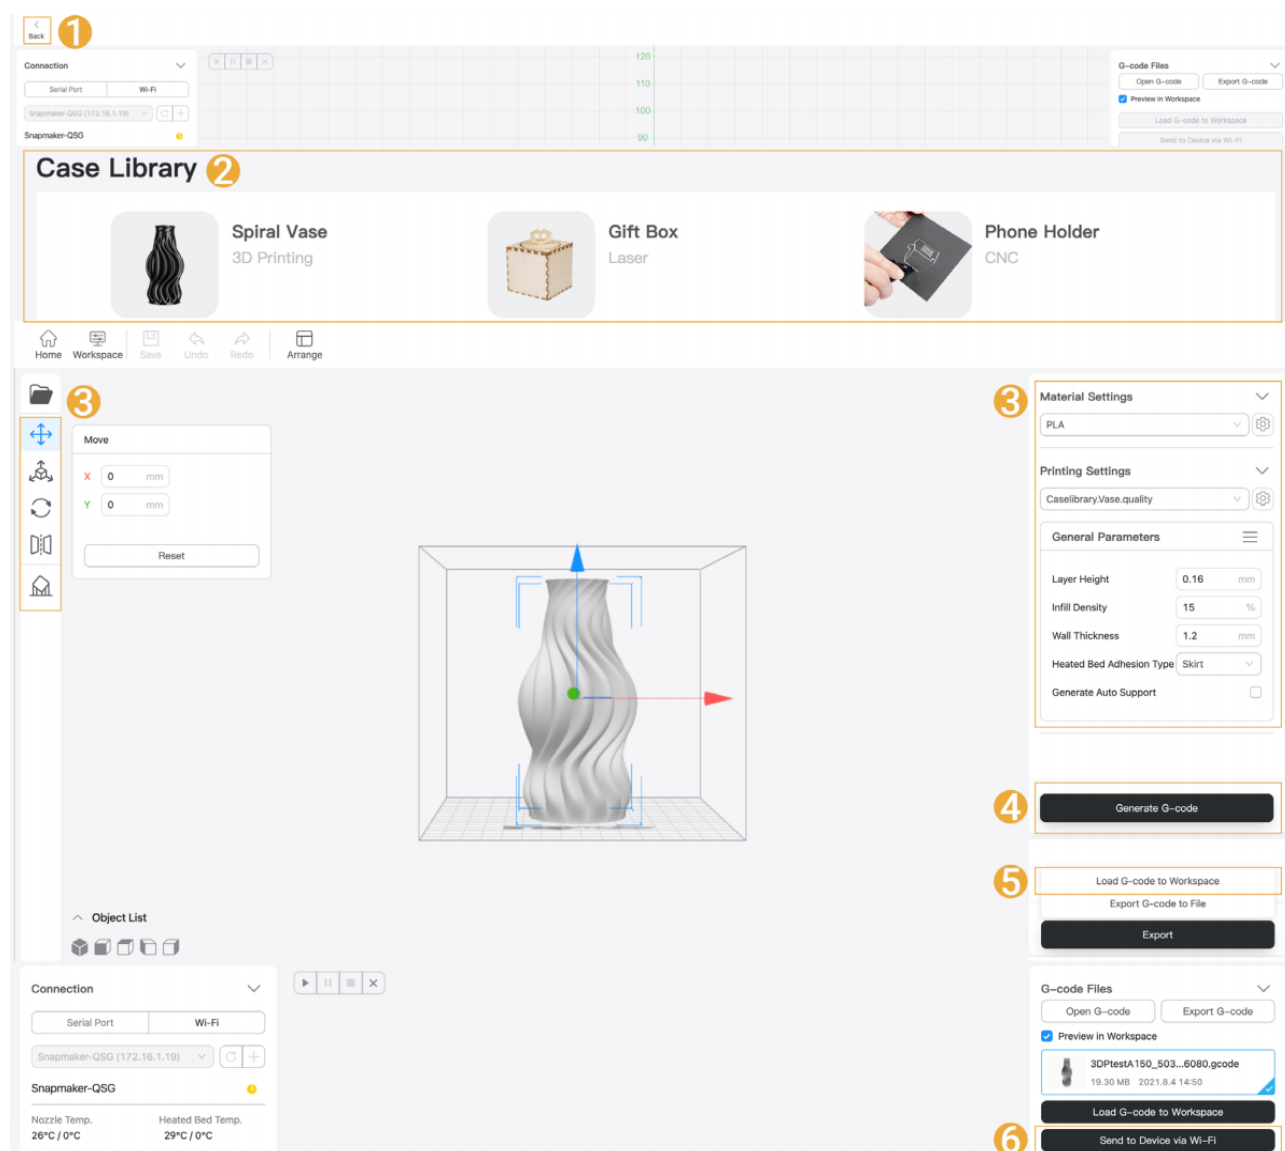 Back
1
Connection
Serial Port Wi-Fi
Snapmaker-QSG (172.16.1.19)
Snapmaker-QSG
120
110
100
90
G-code Files
Open G-code Export G-code
Preview in Workspace
Load G-code to Workspace
Send to Device via Wi-Fi
Case Library 2
Spiral Vase
3D Printing
Gift Box
Laser
Phone Holder
CNC
Home Workspace Save Undo Redo Arrange
3
Move
X 0 mm
Y 0 mm
Reset
3
Material Settings
PLA
Printing Settings
Caselibrary.Vase.quality
General Parameters
Layer Height 0.16 mm
Infill Density 15 %
Wall Thickness 1.2 mm
Heated Bed Adhesion Type Skirt
Generate Auto Support
4 Generate G-code
5 Load G-code to Workspace
Export G-code to File
Export
Object List
Connection
Serial Port Wi-Fi
Snapmaker-QSG (172.16.1.19)
Snapmaker-QSG
Nozzle Temp. Heated Bed Temp.
26°C / 0°C 29°C / 0°C
G-code Files
Open G-code Export G-code
Preview in Workspace
3DPtestA150_503...6080.gcode
19.30 MB 2021.8.4 14:50
Load G-code to Workspace
6 Send to Device via Wi-Fi